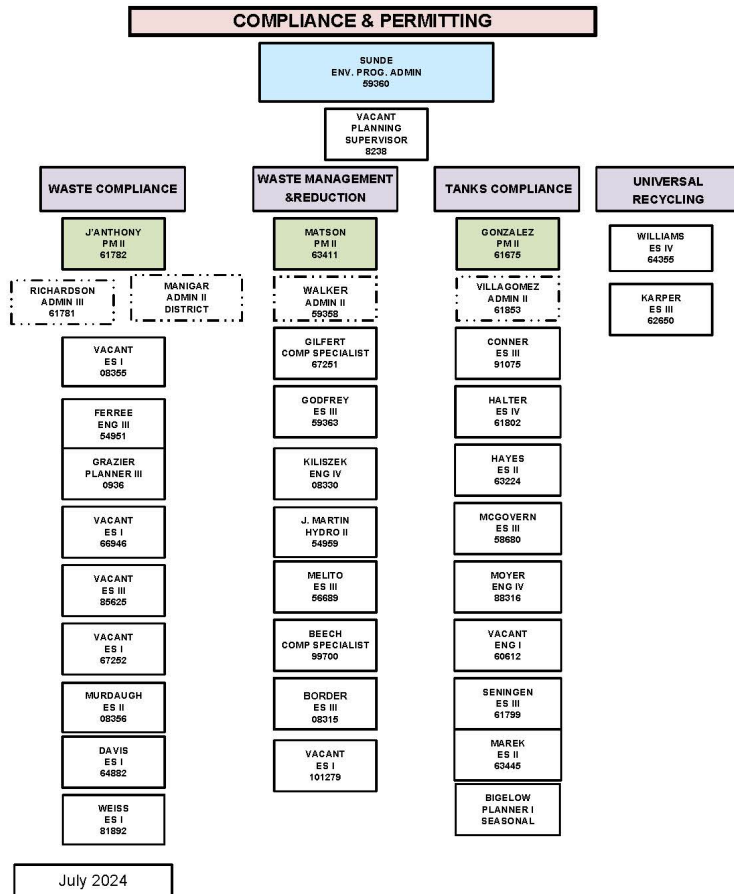 COMPLIANCE & PERMITTING
SUNDE
ENV. PROG. ADMIN
59360
VACANT
PLANNING
SUPERVISOR
8238
WASTE COMPLIANCE
J'ANTHONY
PM II
61782
RICHARDSON
ADMIN III
61781
MANIGAR
ADMIN II
DISTRICT
VACANT
ES I
08355
FERREE
ENG III
54951
GRAZIER
PLANNER III
0936
VACANT
ES I
66946
VACANT
ES III
85625
VACANT
ES I
67252
MURDAUGH
ES II
08356
DAVIS
ES I
64882
WEISS
ES I
81892
WASTE MANAGEMENT
&REDUCTION
MATSON
PM II
63411
WALKER
ADMIN II
59358
GILFERT
COMP SPECIALIST
67251
GODFREY
ES III
59363
KILISZEK
ENG IV
08330
J. MARTIN
HYDRO II
54959
MELITO
ES III
56689
BEECH
COMP SPECIALIST
99700
BORDER
ES III
08315
VACANT
ES I
101279
TANKS COMPLIANCE
GONZALEZ
PM II
61675
VILLAGOMEZ
ADMIN II
61853
CONNER
ES III
91075
HALTER
ES IV
61802
HAYES
ES II
63224
MCGOVERN
ES III
58680
MOYER
ENG IV
88316
VACANT
ENG I
60612
SENINGEN
ES III
61799
MAREK
ES II
63445
BIGELOW
PLANNER I
SEASONAL
UNIVERSAL
RECYCLING
WILLIAMS
ES IV
64355
KARPER
ES III
62650
July 2024